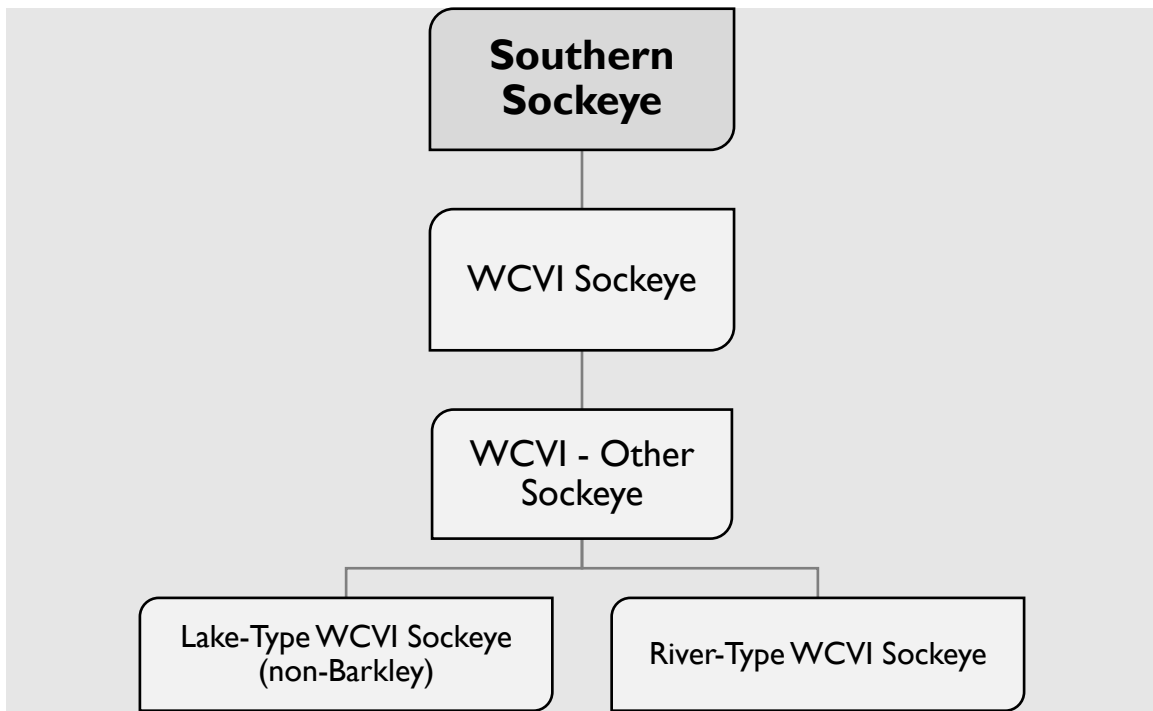 Southern
Sockeye
WCVI Sockeye
WCVI - Other
Sockeye
Lake-Type WCVI Sockeye
(non-Barkley)
River-Type WCVI Sockeye